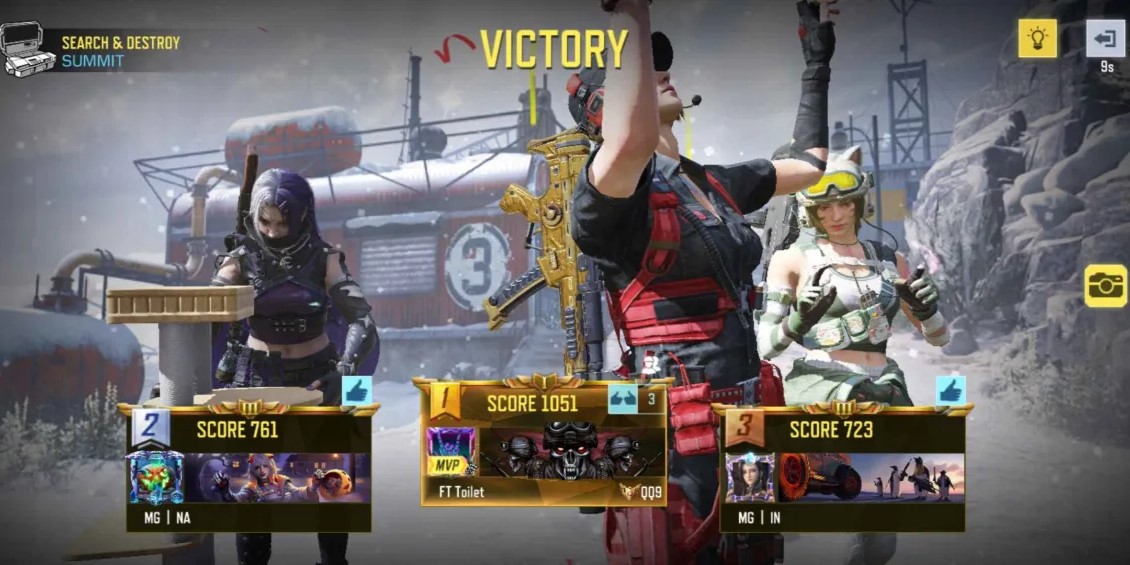 SEARCH & DESTROY
SUMMIT
VICTORY
9s
3
1
SCORE 1051
3
MVP
FT Toilet
QQ9
2
SCORE 761
MG | NA
3
SCORE 723
MG | IN